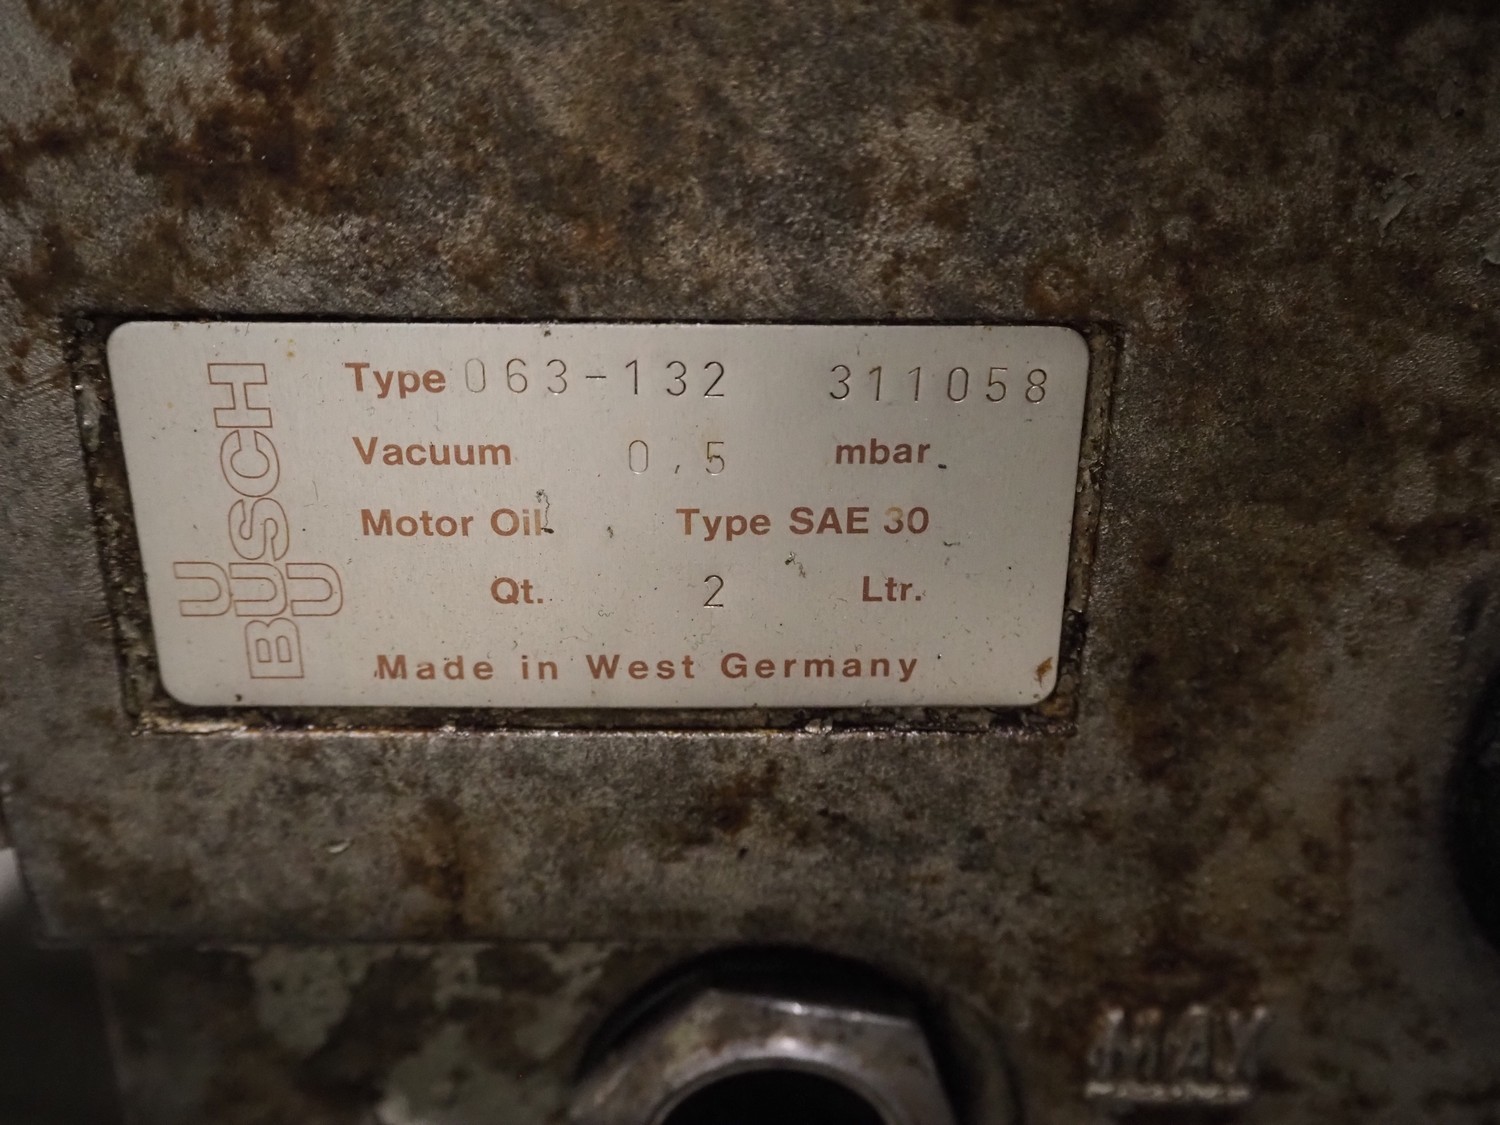 BUSCH
U
U
Type 063-132 311058
Vacuum 0,5 mbar
Motor Oil Type SAE 30
Qt. 2 Ltr.
Made in West Germany
MAX